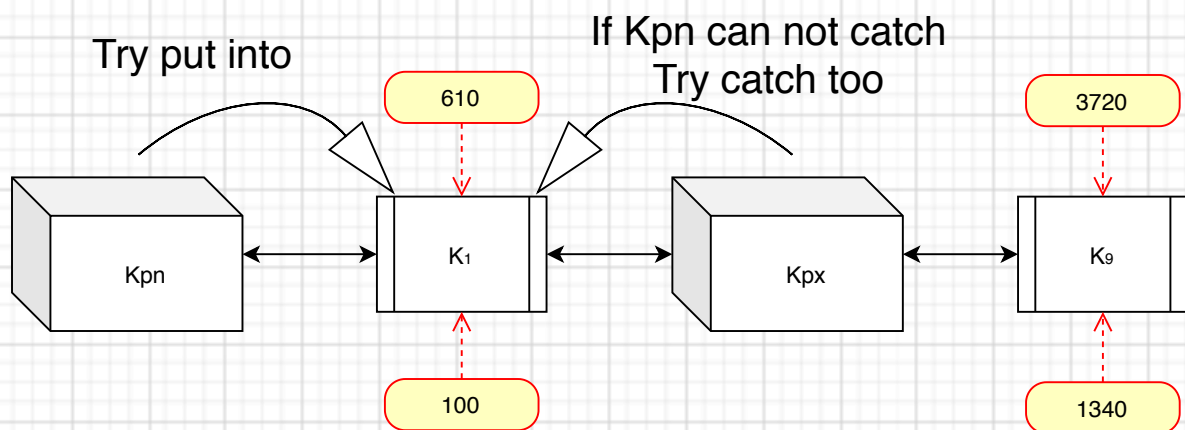 Try put into
If Kpn can not catch
Try catch too
610
3720
Kpn
K₁
Kpx
K₉
100
1340